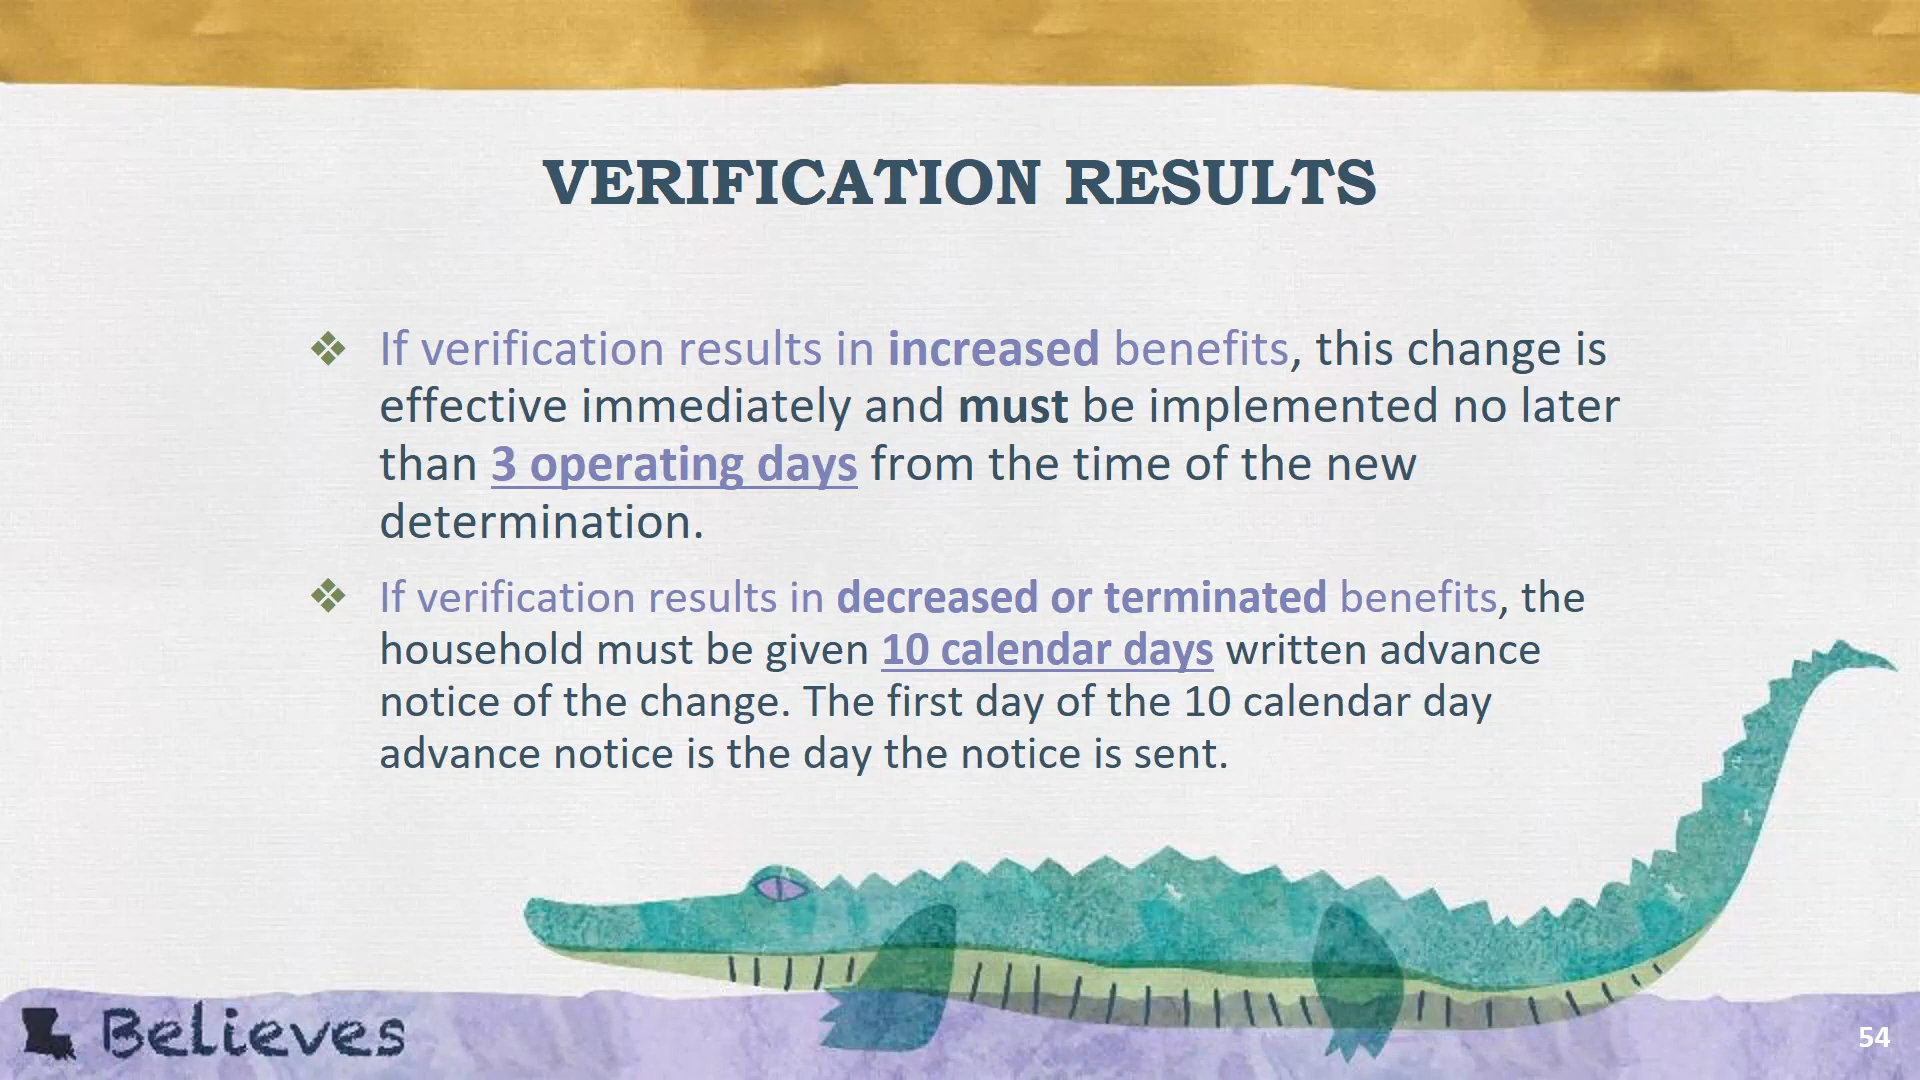 VERIFICATION RESULTS
❖ If verification results in increased benefits, this change is
effective immediately and must be implemented no later
than 3 operating days from the time of the new
determination.
❖ If verification results in decreased or terminated benefits, the
household must be given 10 calendar days written advance
notice of the change. The first day of the 10 calendar day
advance notice is the day the notice is sent.
Believes
54